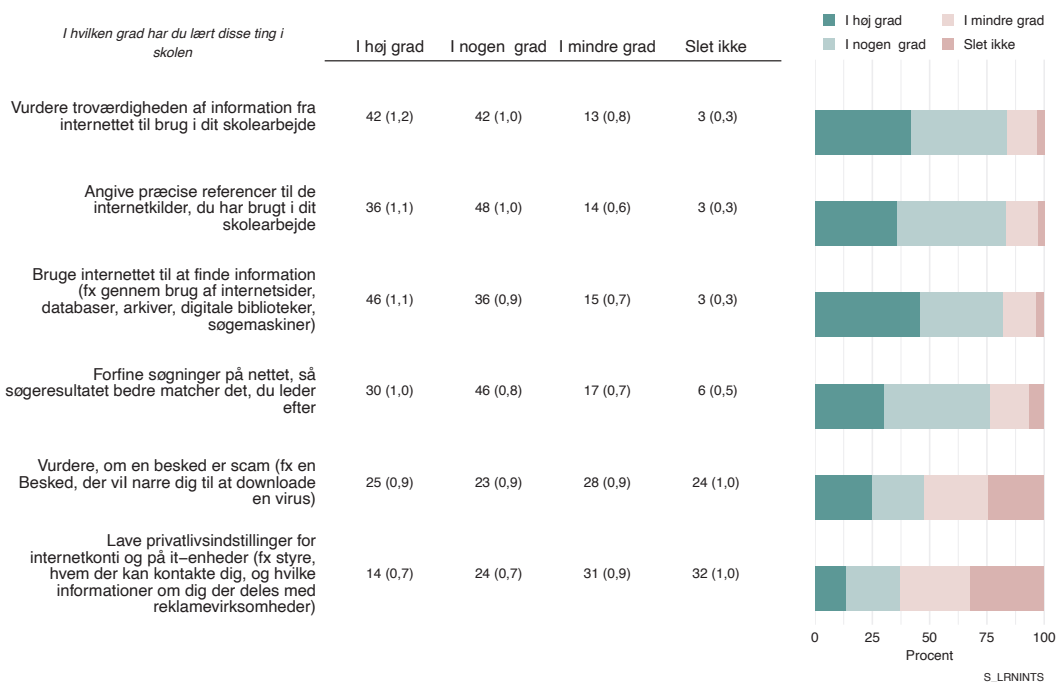 I hvilken grad har du lært disse ting i
skolen
I høj grad I nogen grad I mindre grad Slet ikke
I høj grad I mindre grad
I nogen grad Slet ikke
Vurdere troværdigheden af information fra
internettet til brug i dit skolearbejde
42 (1,2) 42 (1,0) 13 (0,8) 3 (0,3)
Angive præcise referencer til de
internetkilder, du har brugt i dit
skolearbejde
36 (1,1) 48 (1,0) 14 (0,6) 3 (0,3)
Bruge internettet til at finde information
(fx gennem brug af internetsider,
databaser, arkiver, digitale biblioteker,
søgemaskiner)
46 (1,1) 36 (0,9) 15 (0,7) 3 (0,3)
Forfine søgninger på nettet, så
søgeresultatet bedre matcher det, du leder
efter
30 (1,0) 46 (0,8) 17 (0,7) 6 (0,5)
Vurdere, om en besked er scam (fx en
Besked, der vil narre dig til at downloade
en virus)
25 (0,9) 23 (0,9) 28 (0,9) 24 (1,0)
Lave privatlivsindstillinger for
internetkonti og på it–enheder (fx styre,
hvem der kan kontakte dig, og hvilke
informationer om dig der deles med
reklamevirksomheder)
14 (0,7) 24 (0,7) 31 (0,9) 32 (1,0)
0 25 50 75 100
Procent
S_LRNINTS